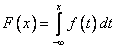 F(x) = ∫_{-∞}^{x} f(t) dt